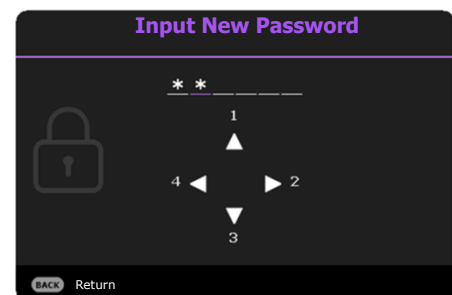 Input New Password
* * _ _ _ _
1
4 2
3
BACK Return